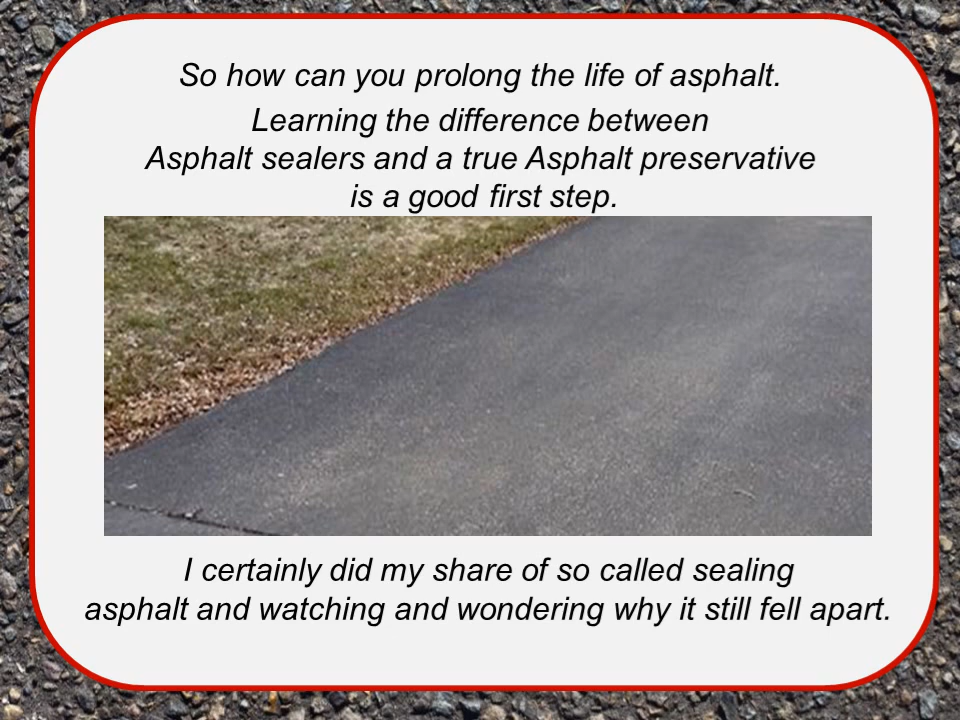 So how can you prolong the life of asphalt.
Learning the difference between
Asphalt sealers and a true Asphalt preservative
is a good first step.
I certainly did my share of so called sealing
asphalt and watching and wondering why it still fell apart.